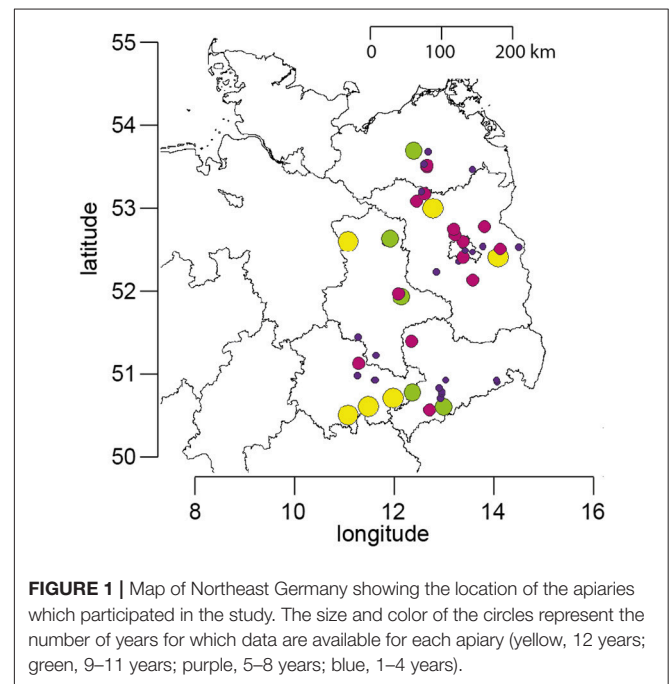 0 100 200 km
55
54
53
52
51
50
latitude
8 10 12 14 16
longitude
FIGURE 1 | Map of Northeast Germany showing the location of the apiaries
which participated in the study. The size and color of the circles represent the
number of years for which data are available for each apiary (yellow, 12 years;
green, 9–11 years; purple, 5–8 years; blue, 1–4 years).